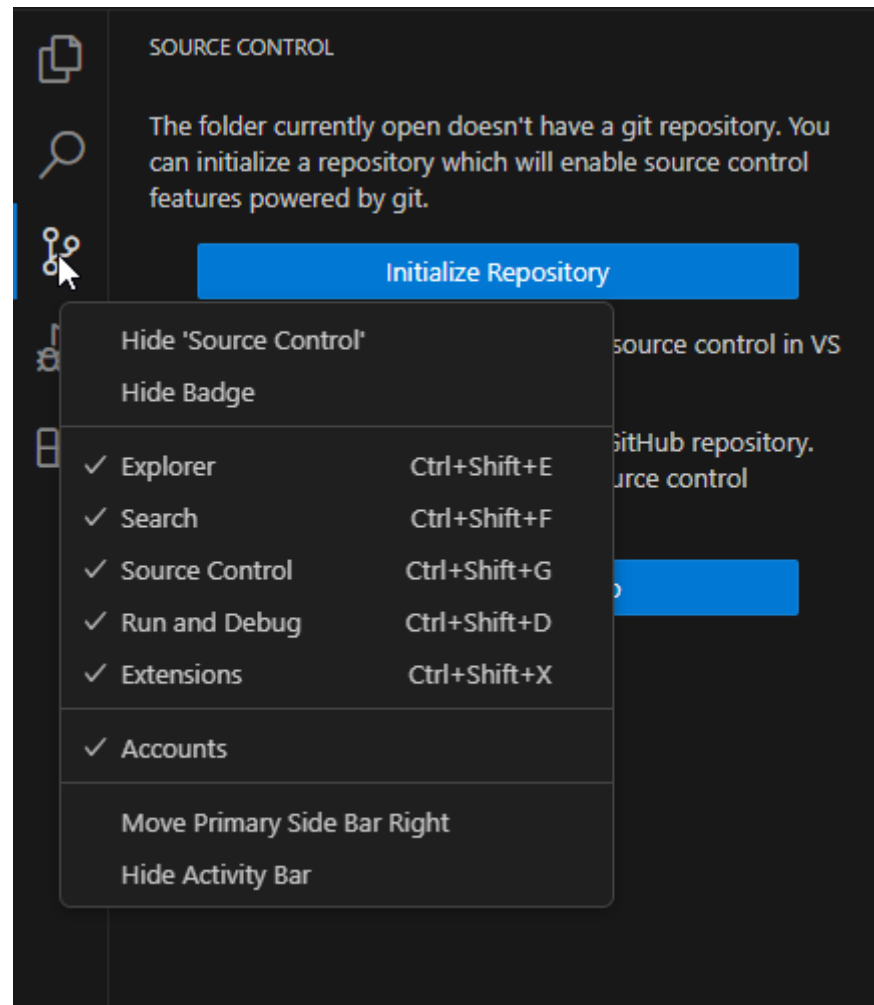 SOURCE CONTROL
The folder currently open doesn't have a git repository. You
can initialize a repository which will enable source control
features powered by git.
Initialize Repository
source control in VS
GitHub repository.
source control
Hide 'Source Control'
Hide Badge
Explorer Ctrl+Shift+E
Search Ctrl+Shift+F
Source Control Ctrl+Shift+G
Run and Debug Ctrl+Shift+D
Extensions Ctrl+Shift+X
Accounts
Move Primary Side Bar Right
Hide Activity Bar